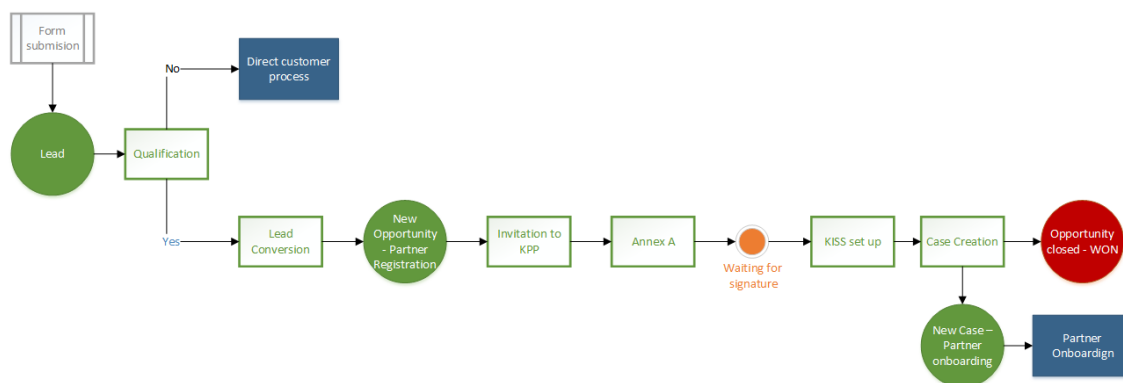 Form
submision
No
Direct customer
process
Lead
Qualification
Yes
Lead
Conversion
New
Opportunity
- Partner
Registration
Invitation to
KPP
Annex A
Waiting for
signature
KISS set up
Case Creation
Opportunity
closed - WON
New Case –
Partner
onboarding
Partner
Onboardign